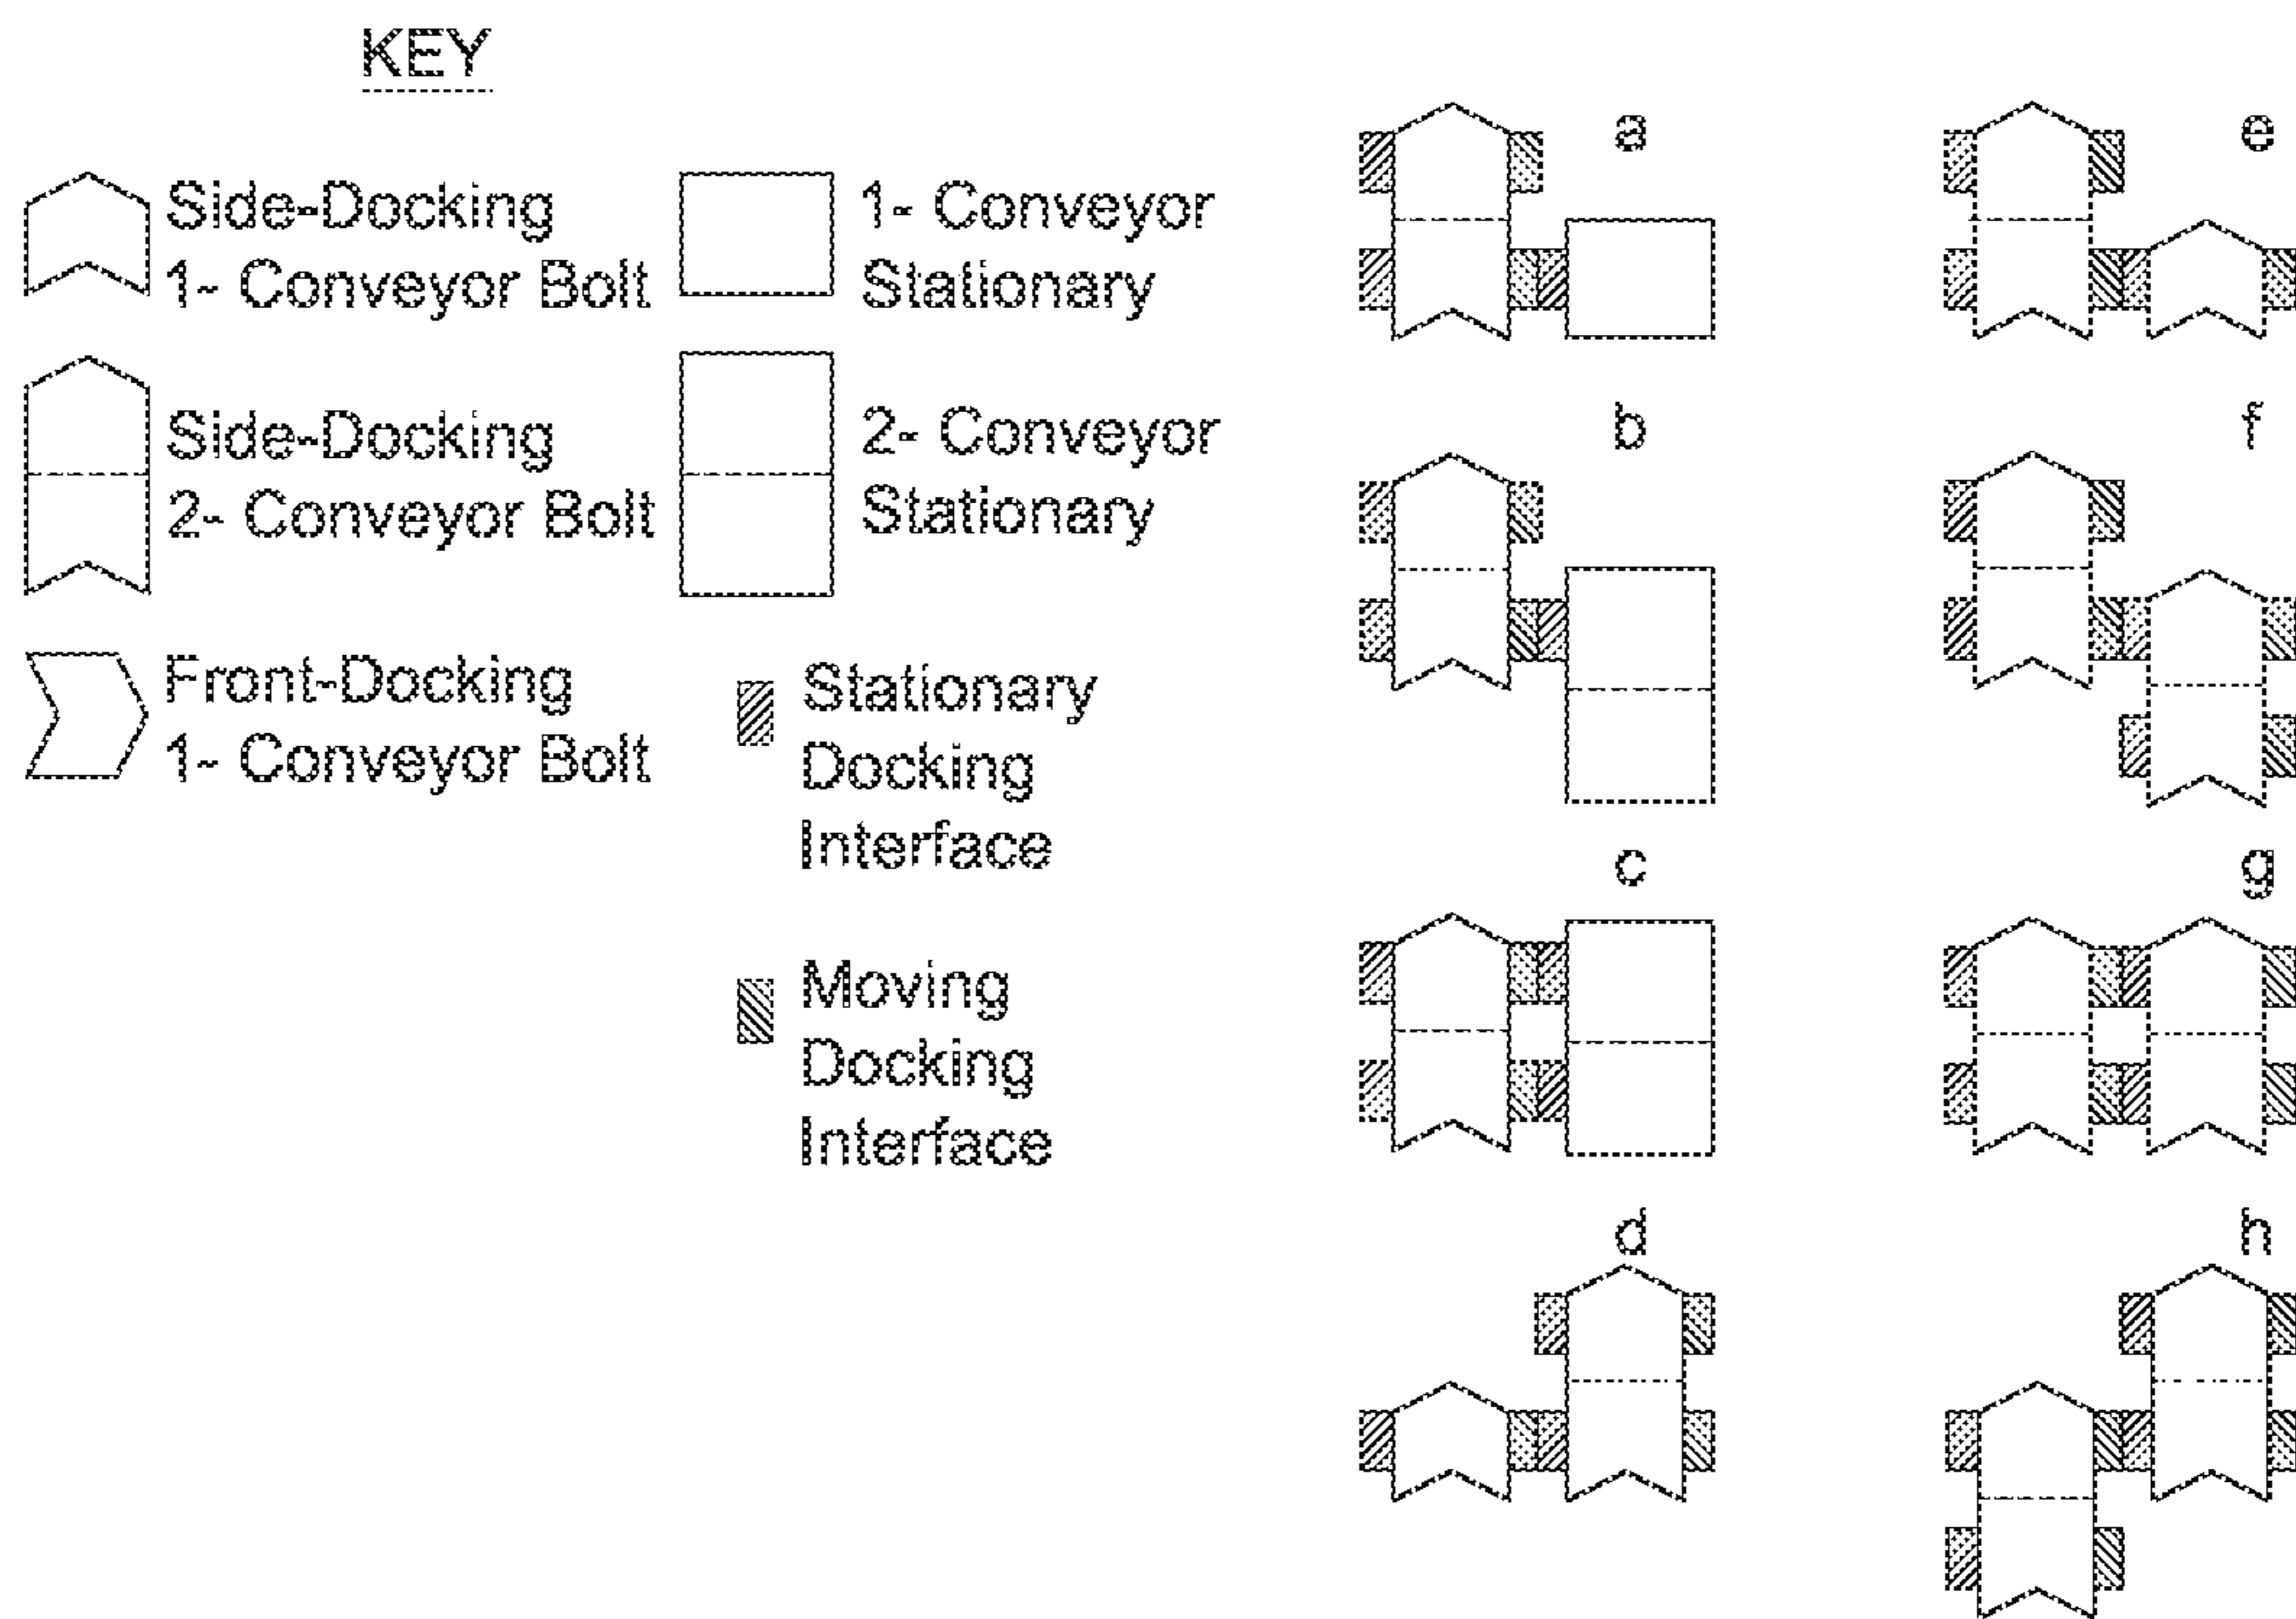 KEY
Side-Docking
1- Conveyor Bolt
Side-Docking
2- Conveyor Bolt
Front-Docking
1- Conveyor Bolt
1- Conveyor
Stationary
2- Conveyor
Stationary
Stationary
Docking
Interface
Moving
Docking
Interface
a
b
c
d
e
f
g
h